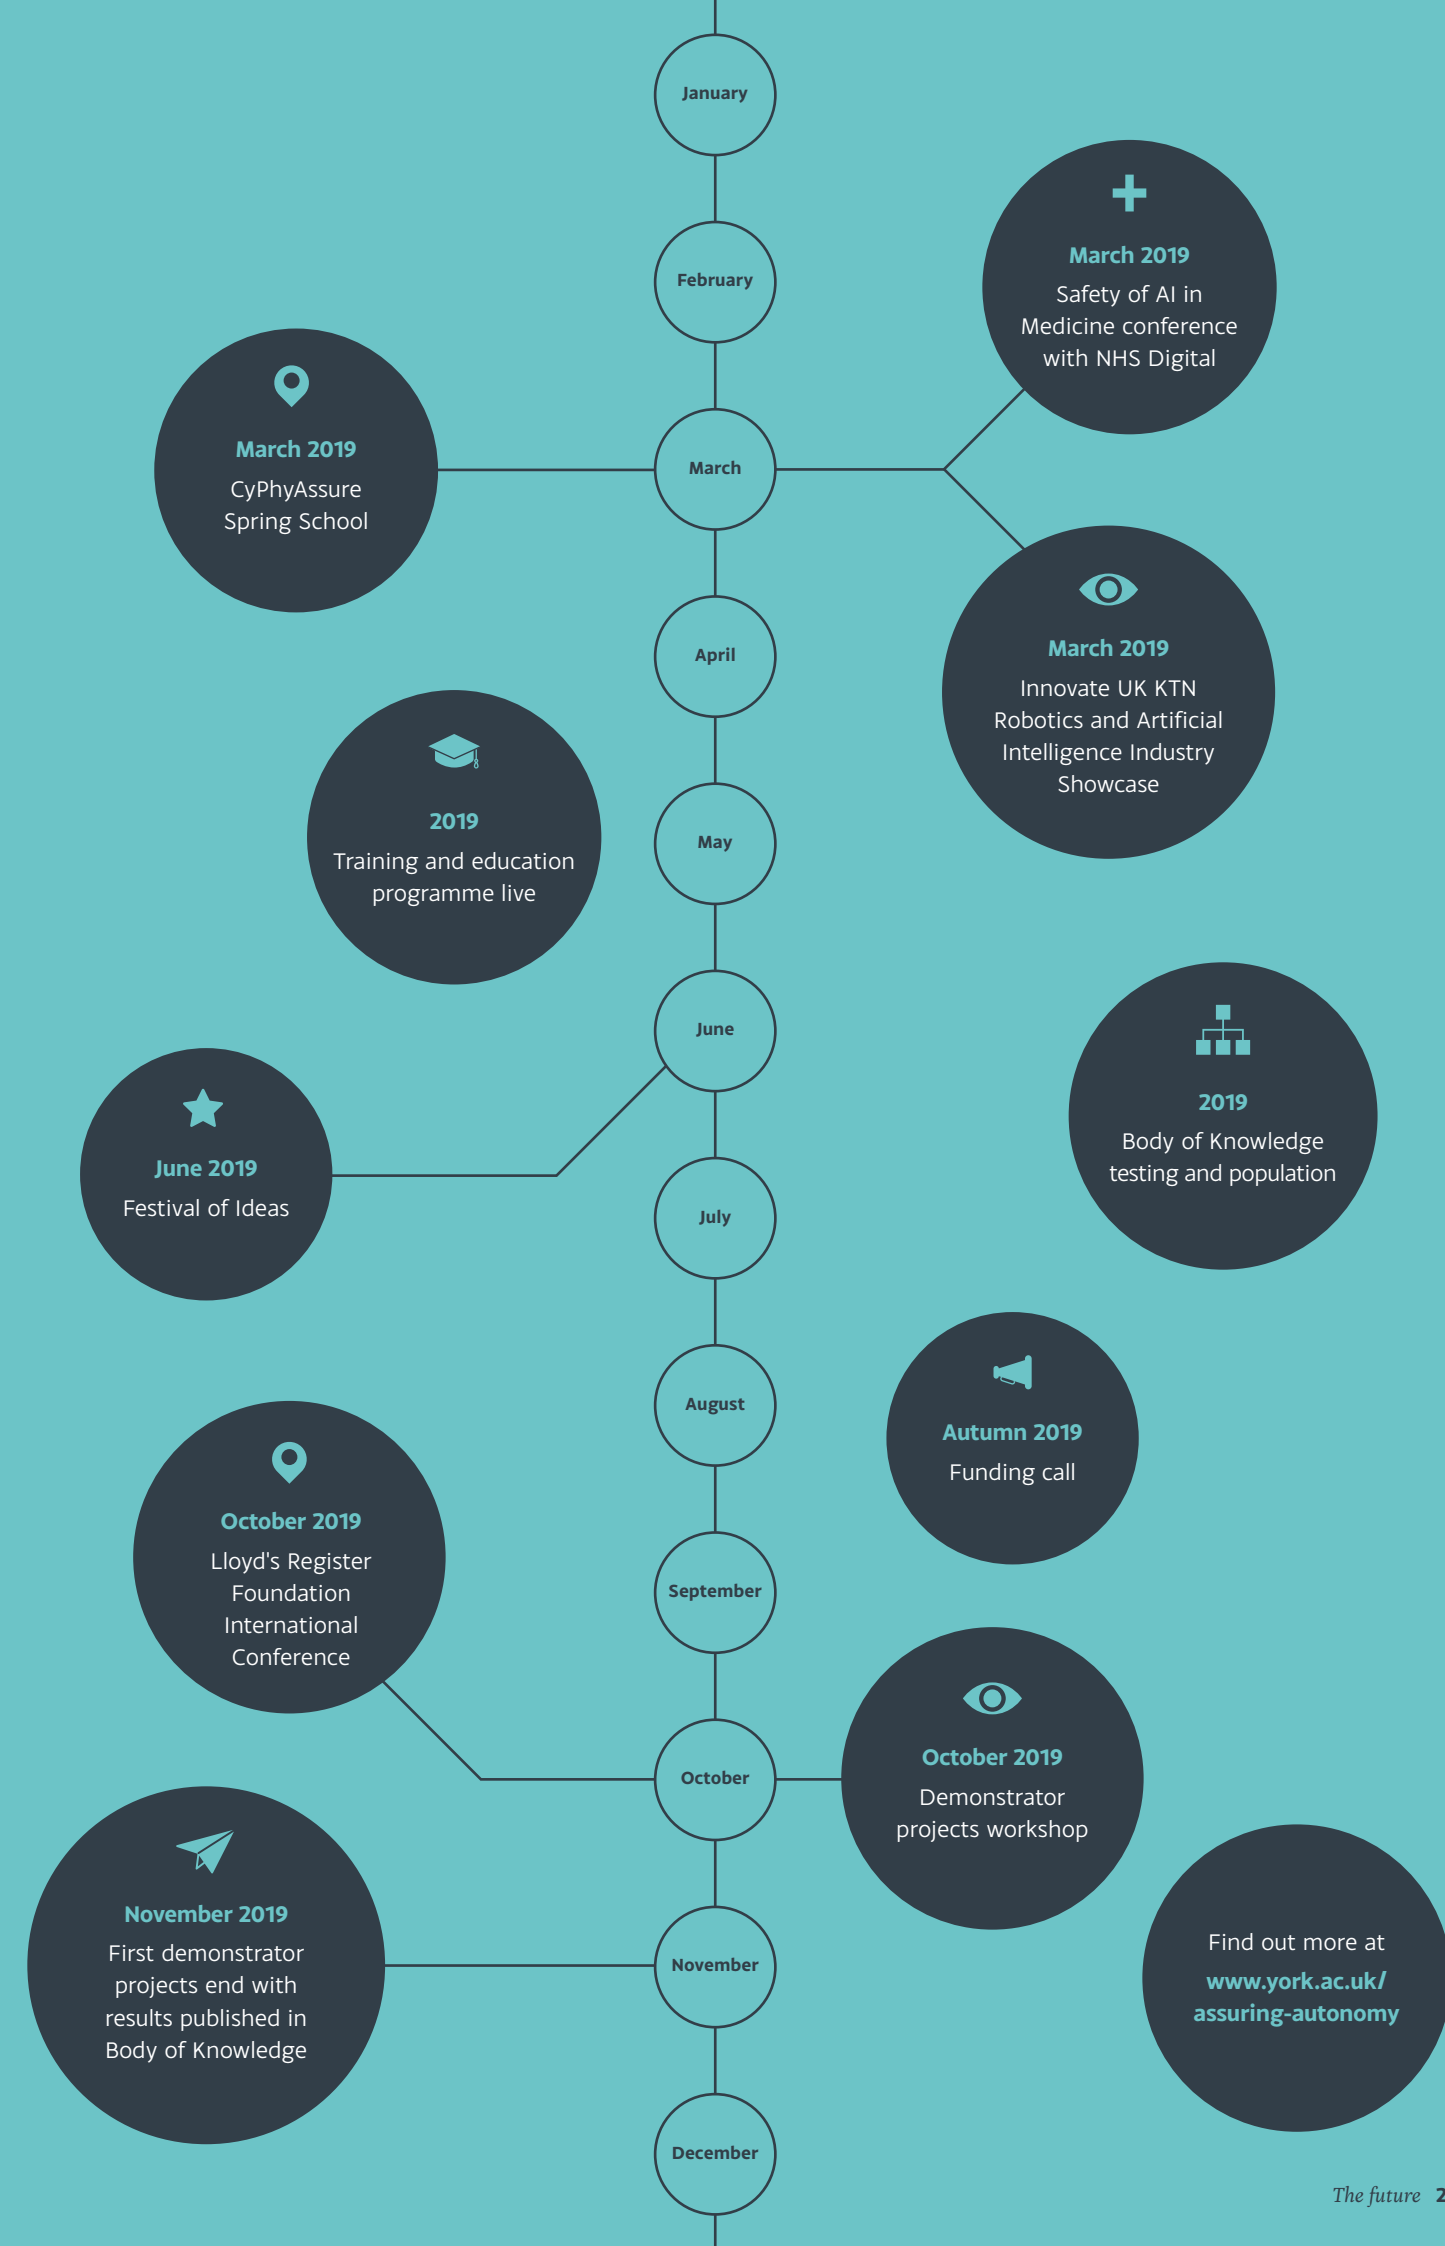 January
February
March
April
May
June
July
August
September
October
November
December
March 2019
Safety of AI in
Medicine conference
with NHS Digital
March 2019
CyPhyAssure
Spring School
March 2019
Innovate UK KTN
Robotics and Artificial
Intelligence Industry
Showcase
2019
Training and education
programme live
2019
Body of Knowledge
testing and population
June 2019
Festival of Ideas
Autumn 2019
Funding call
October 2019
Lloyd's Register
Foundation
International
Conference
October 2019
Demonstrator
projects workshop
November 2019
First demonstrator
projects end with
results published in
Body of Knowledge
Find out more at
www.york.ac.uk/
assuring-autonomy
The future 2